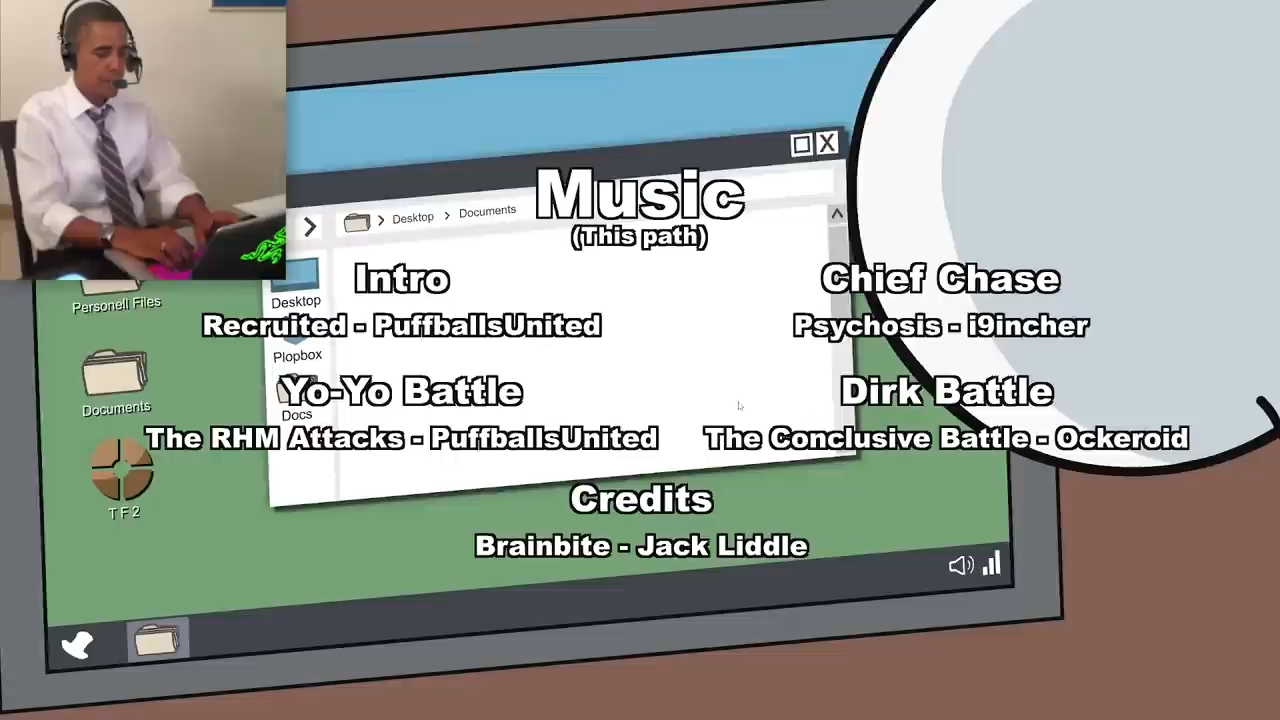 Music
(This path)
Desktop > Documents
Intro
Recruited - PuffballsUnited
Chief Chase
Psychosis - i9incher
Yo-Yo Battle
The RHM Attacks - PuffballsUnited
Dirk Battle
The Conclusive Battle - Ockeroid
Credits
Brainbite - Jack Liddle
Desktop
Plopbox
Docs
Personell Files
Documents
TF2
X